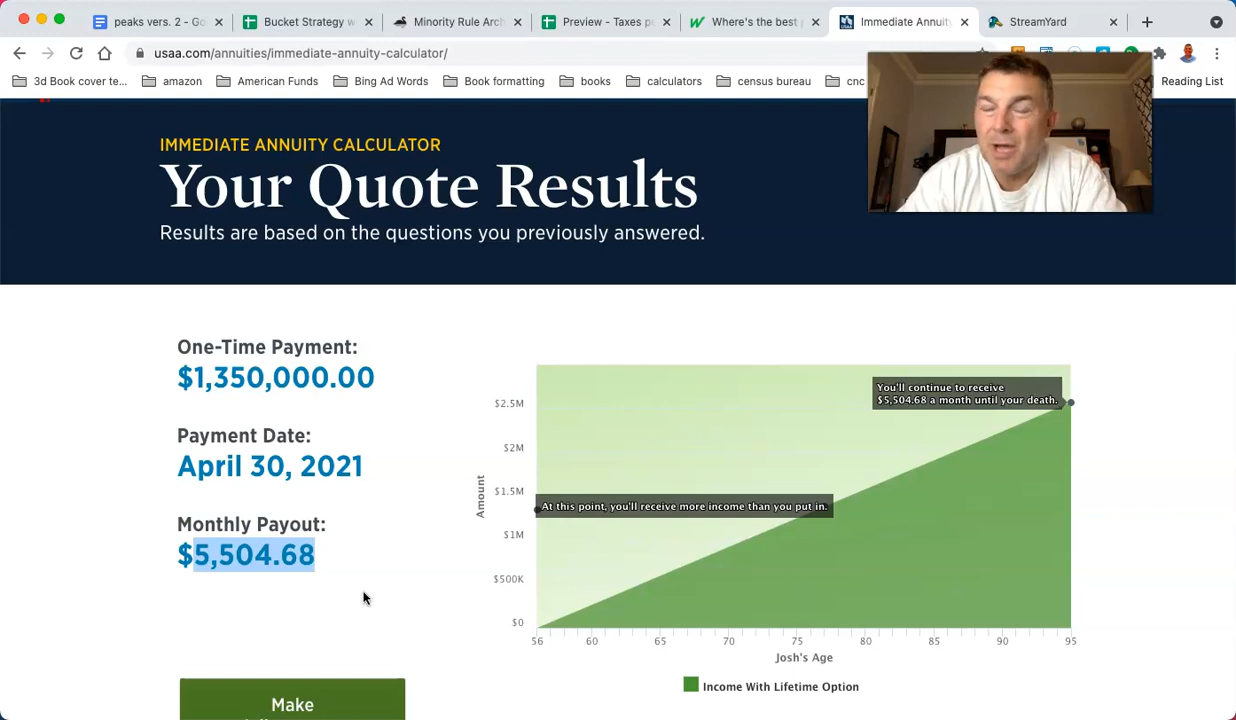 peaks vers. 2 - Go
Bucket Strategy w
Minority Rule Arc
Preview - Taxes p
Where's the best
Immediate Annuit
StreamYard
usaa.com/annuities/immediate-annuity-calculator/
3d Book cover te...
amazon
American Funds
Bing Ad Words
Book formatting
books
calculators
census bureau
cnc
Reading List
IMMEDIATE ANNUITY CALCULATOR
Your Quote Results
Results are based on the questions you previously answered.
One-Time Payment:
$1,350,000.00
Payment Date:
April 30, 2021
Monthly Payout:
$5,504.68
Make
You'll continue to receive
$5,504.68 a month until your death.
At this point, you'll receive more income than you put in.
Amount
$2.5M
$2M
$1.5M
$1M
$500K
$0
56 60 65 70 75 80 85 90 95
Josh's Age
Income With Lifetime Option